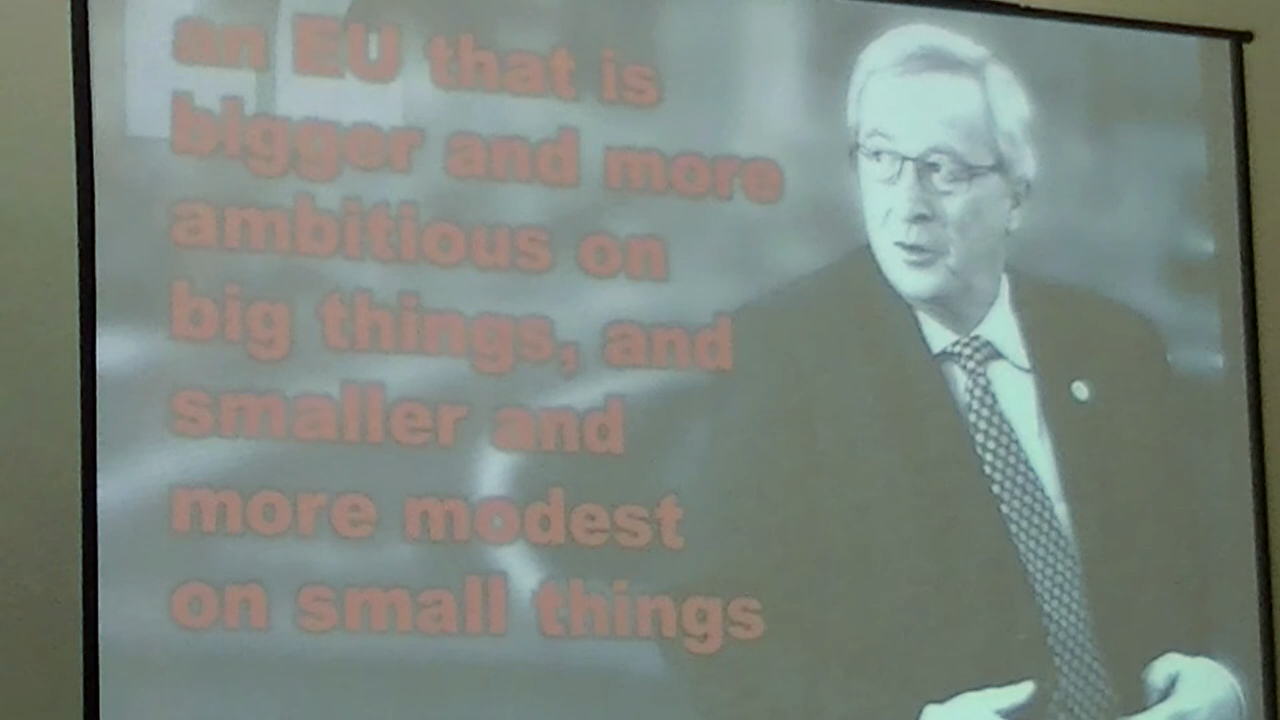 an EU that is
bigger and more
ambitious on
big things, and
smaller and
more modest
on small things